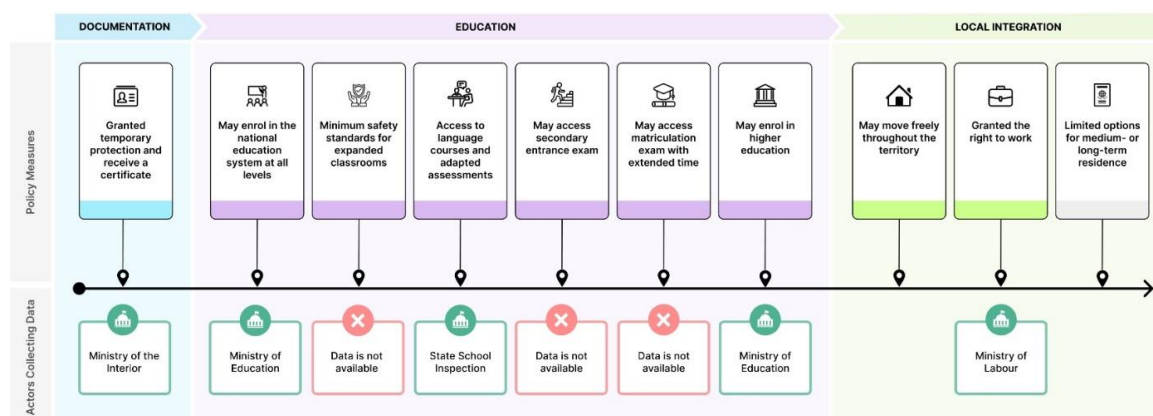 DOCUMENTATION
EDUCATION
LOCAL INTEGRATION
Policy Measures
Granted
temporary
protection and
receive a
certificate
May enrol in the
national
education
system at all
levels
Minimum safety
standards for
expanded
classrooms
Access to
language
courses and
adapted
assessments
May access
secondary
entrance exam
May access
matriculation
exam with
extended time
May enrol in
higher
education
May move freely
throughout the
territory
Granted the
right to work
Limited options
for medium- or
long-term
residence
Actors Collecting Data
Ministry of the
Interior
Ministry of
Education
Data is not
available
State School
Inspection
Data is not
available
Data is not
available
Ministry of
Education
Ministry of
Labour